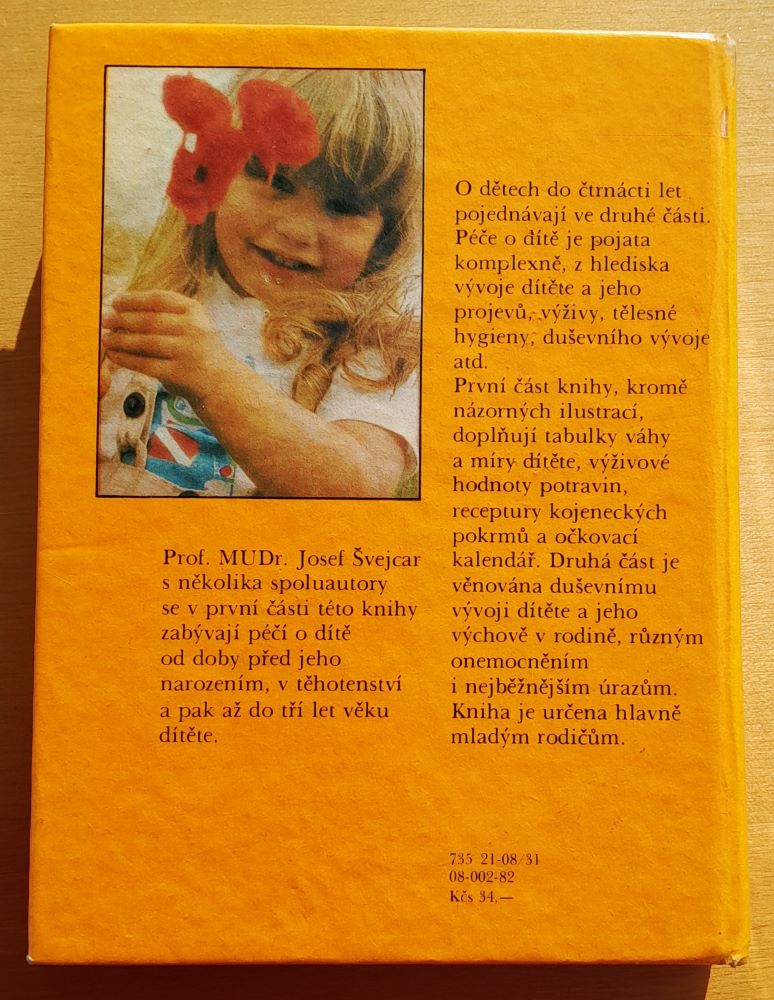 Prof. MUDr. Josef Švejcar
s několika spoluautory
se v první části této knihy
zabývají péčí o dítě
od doby před jeho
narozením, v těhotenství
a pak až do tří let věku
dítěte.
O dětech do čtrnácti let
pojednávají ve druhé části.
Péče o dítě je pojata
komplexně, z hlediska
vývoje dítěte a jeho
projevů, výživy, tělesné
hygieny, duševního vývoje
atd.
První část knihy, kromě
názorných ilustrací,
doplňují tabulky váhy
a míry dítěte, výživové
hodnoty potravin,
receptury kojeneckých
pokrmů a očkovací
kalendář. Druhá část je
věnována duševnímu
vývoji dítěte a jeho
výchově v rodině, různým
onemocněním
i nejběžnějším úrazům.
Kniha je určena hlavně
mladým rodičům.
735 21-08/31
08-002-82
Kčs 34,—